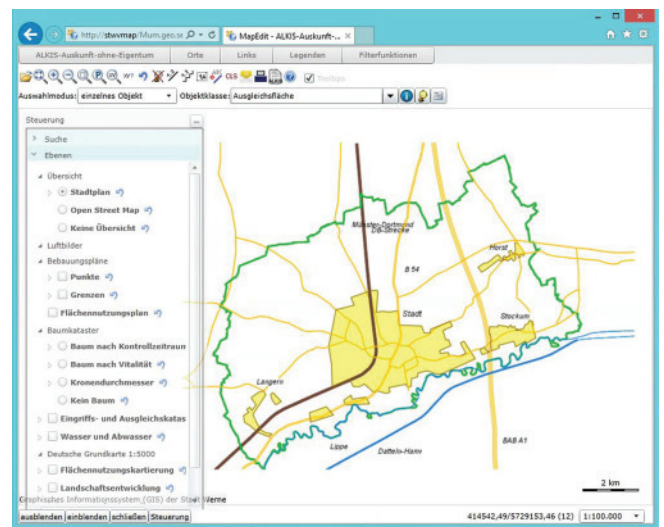 http://stwvmap/Mum.geo.se
MapEdit - ALKIS-Auskunft-...
ALKIS-Auskunft-ohne-Eigentum Orte Links Legenden Filterfunktionen
W? CLS Tooltips
Auswahlmodus: einzelnes Objekt Objektklasse: Ausgleichsfläche
Steuerung
Suche
Ebenen
Übersicht
Stadtplan
Open Street Map
Keine Übersicht
Luftbilder
Bebauungspläne
Punkte
Grenzen
Flächennutzungsplan
Baumkataster
Baum nach Kontrollzeitraum
Baum nach Vitalität
Kronendurchmesser
Kein Baum
Eingriffs- und Ausgleichskatas
Wasser und Abwasser
Deutsche Grundkarte 1:5000
Flächennutzungskartierung
Landschaftsentwicklung
Graphisches Informationssystem (GIS) der Stadt Werne
Münster-Dortmund
DB-Strecke
B 54
Horst
Stadt
Stockum
Langern
Lippe
Datteln-Hamm
BAB A1
2 km
ausblenden einblenden schließen Steuerung
414542,49/5729153,46 (12) 1:100.000